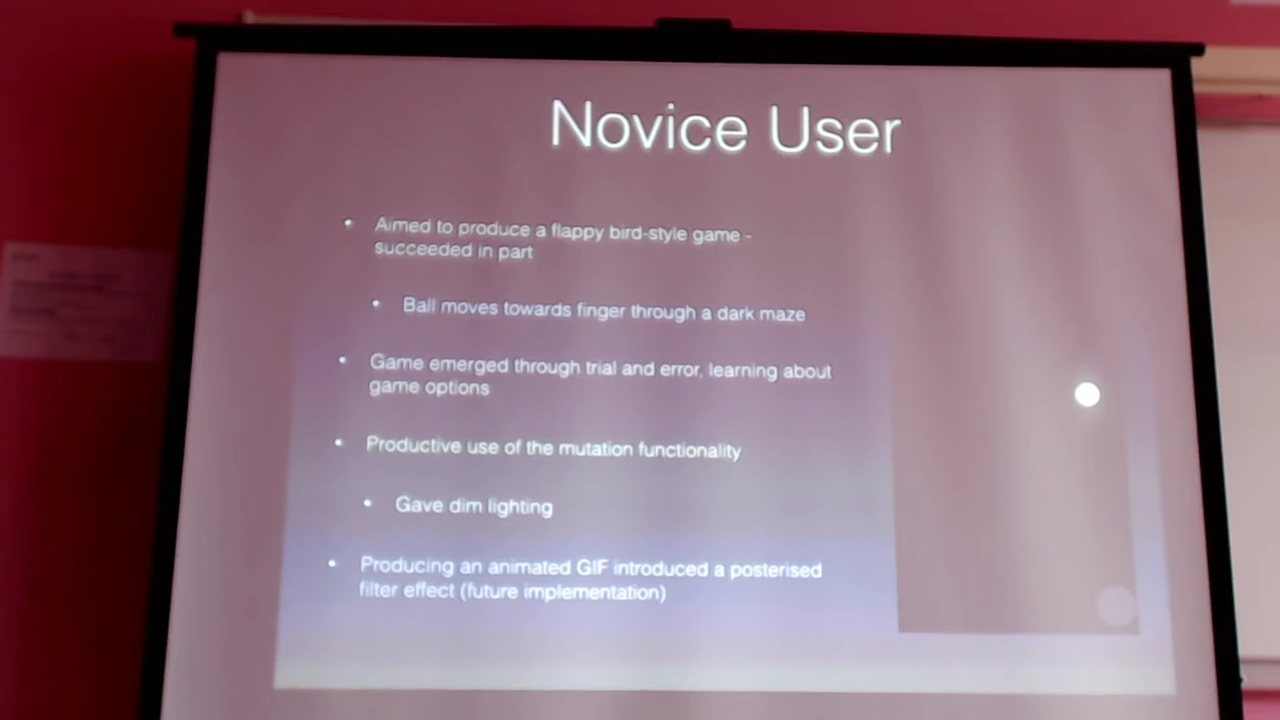 Novice User
• Aimed to produce a flappy bird-style game -
succeeded in part
• Ball moves towards finger through a dark maze
• Game emerged through trial and error, learning about
game options
• Productive use of the mutation functionality
• Gave dim lighting
• Producing an animated GIF introduced a posterised
filter effect (future implementation)